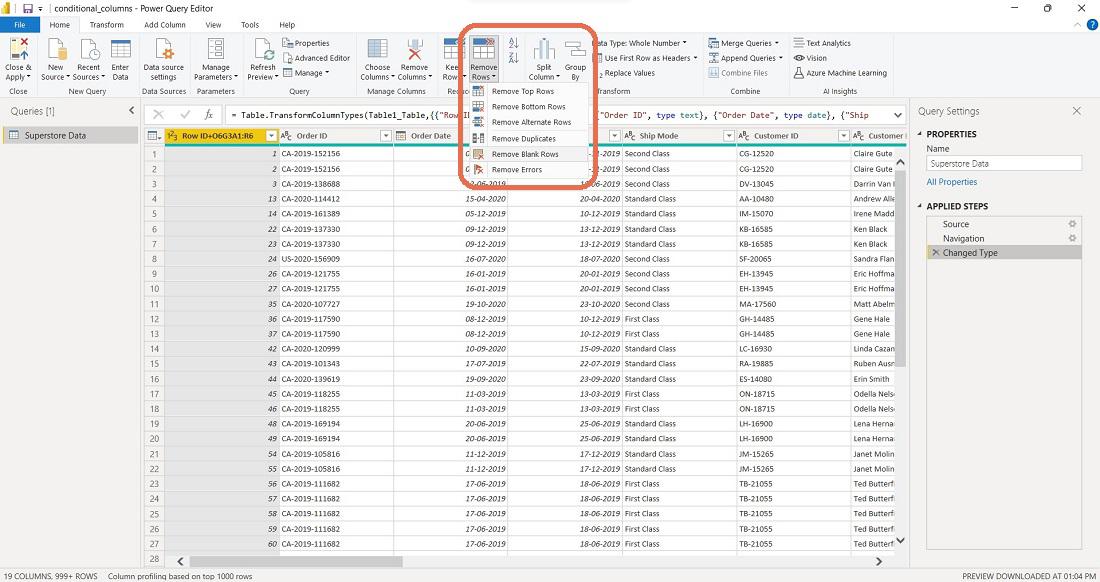 conditional_columns - Power Query Editor
File Home Transform Add Column View Tools Help
Close & Apply
New Source
Recent Sources
Enter Data
Data source settings
Manage Parameters
Refresh Preview
Properties
Advanced Editor
Manage
Choose Columns
Remove Columns
Remove Rows
Split Column
Group By
Data Type: Whole Number
Use First Row as Headers
Replace Values
Merge Queries
Append Queries
Combine Files
Text Analytics
Vision
Azure Machine Learning
Close New Query Data Sources Parameters Query Manage Columns Combine AI Insights
Remove Top Rows
Remove Bottom Rows
Remove Alternate Rows
Remove Duplicates
Remove Blank Rows
Remove Errors
Queries [1]
Superstore Data
fx = Table.TransformColumnTypes(Table1_Table,{{"Row "Order ID", type text}, {"Order Date", type date}, {"Ship
Row ID+O6G3A1:R6 Order ID Order Date Ship Mode Customer ID Customer
1 1 CA-2019-152156 -2019 Second Class CG-12520 Claire Gute
2 2 CA-2019-152156 -2019 Second Class CG-12520 Claire Gute
3 3 CA-2019-138688 12-06-2019 -06-2019 Second Class DV-13045 Darrin Van
4 13 CA-2020-114412 15-04-2020 20-04-2020 Standard Class AA-10480 Andrew Alle
5 14 CA-2019-161389 05-12-2019 10-12-2019 Standard Class IM-15070 Irene Madd
6 22 CA-2019-137330 09-12-2019 13-12-2019 Standard Class KB-16585 Ken Black
7 23 CA-2019-137330 09-12-2019 13-12-2019 Standard Class KB-16585 Ken Black
8 24 US-2020-156909 16-07-2020 18-07-2020 Second Class SF-20065 Sandra Flan
9 26 CA-2019-121755 16-01-2019 20-01-2019 Second Class EH-13945 Eric Hoffma
10 27 CA-2019-121755 16-01-2019 20-01-2019 Second Class EH-13945 Eric Hoffma
11 35 CA-2020-107727 19-10-2020 23-10-2020 Second Class MA-17560 Matt Abelm
12 36 CA-2019-117590 08-12-2019 10-12-2019 First Class GH-14485 Gene Hale
13 37 CA-2019-117590 08-12-2019 10-12-2019 First Class GH-14485 Gene Hale
14 42 CA-2020-120999 10-09-2020 15-09-2020 Standard Class LC-16930 Linda Cazan
15 43 CA-2019-101343 17-07-2019 22-07-2019 Standard Class RA-19885 Ruben Ausn
16 44 CA-2020-139619 19-09-2020 23-09-2020 Standard Class ES-14080 Erin Smith
17 45 CA-2019-118255 11-03-2019 13-03-2019 First Class ON-18715 Odella Nels
18 46 CA-2019-118255 11-03-2019 13-03-2019 First Class ON-18715 Odella Nels
19 48 CA-2019-169194 20-06-2019 25-06-2019 Standard Class LH-16900 Lena Herna
20 49 CA-2019-169194 20-06-2019 25-06-2019 Standard Class LH-16900 Lena Herna
21 54 CA-2019-105816 11-12-2019 17-12-2019 Standard Class JM-15265 Janet Molin
22 55 CA-2019-105816 11-12-2019 17-12-2019 Standard Class JM-15265 Janet Molin
23 56 CA-2019-111682 17-06-2019 18-06-2019 First Class TB-21055 Ted Butterf
24 57 CA-2019-111682 17-06-2019 18-06-2019 First Class TB-21055 Ted Butterf
25 58 CA-2019-111682 17-06-2019 18-06-2019 First Class TB-21055 Ted Butterf
26 59 CA-2019-111682 17-06-2019 18-06-2019 First Class TB-21055 Ted Butterf
27 60 CA-2019-111682 17-06-2019 18-06-2019 First Class TB-21055 Ted Butterf
28
Query Settings
PROPERTIES
Name
Superstore Data
All Properties
APPLIED STEPS
Source
Navigation
Changed Type
19 COLUMNS, 999+ ROWS Column profiling based on top 1000 rows PREVIEW DOWNLOADED AT 01:04 PM